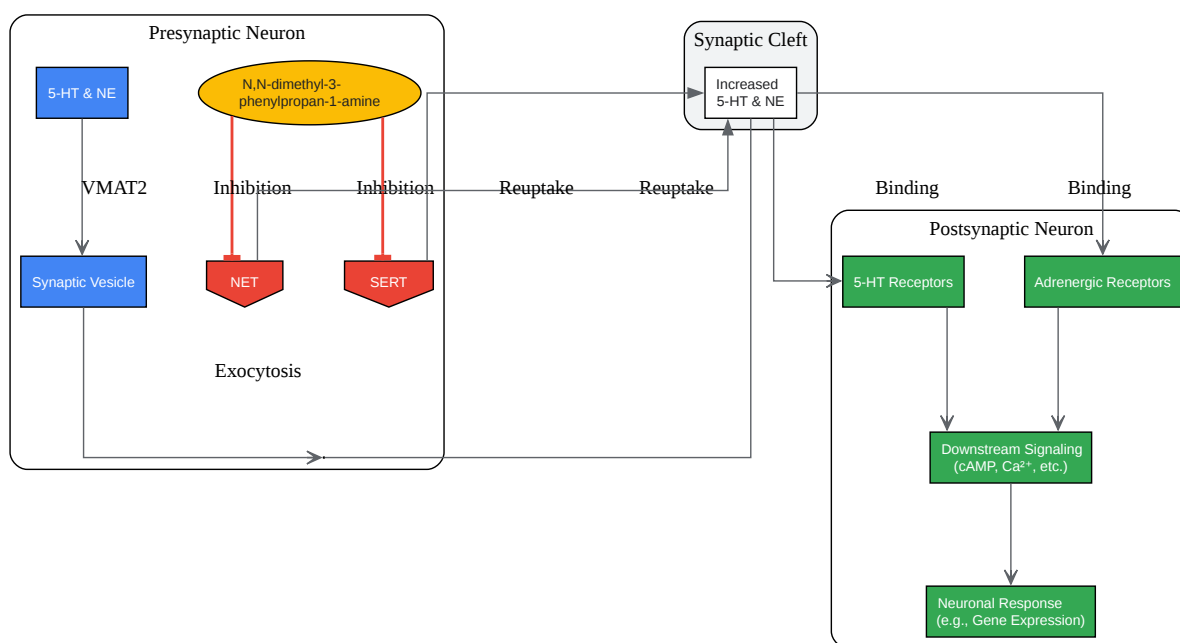 Presynaptic Neuron
Synaptic Cleft
5-HT & NE
N,N-dimethyl-3-
phenylpropan-1-amine
Increased
5-HT & NE
VMAT2
Inhibition
Inhibition
Reuptake
Reuptake
Binding
Binding
Postsynaptic Neuron
Synaptic Vesicle
NET
SERT
5-HT Receptors
Adrenergic Receptors
Exocytosis
Downstream Signaling
(cAMP, Ca²⁺, etc.)
Neuronal Response
(e.g., Gene Expression)